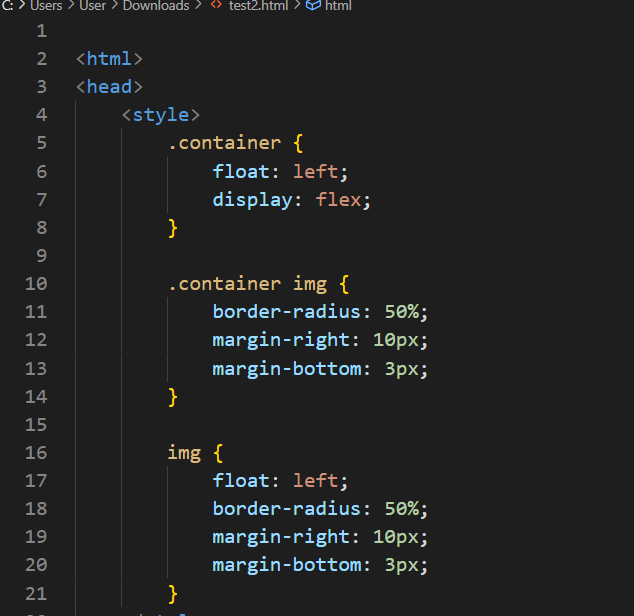 C: > Users > User > Downloads > <> test2.html > html
1
2 <html>
3 <head>
4 <style>
5 .container {
6 float: left;
7 display: flex;
8 }
9
10 .container img {
11 border-radius: 50%;
12 margin-right: 10px;
13 margin-bottom: 3px;
14 }
15
16 img {
17 float: left;
18 border-radius: 50%;
19 margin-right: 10px;
20 margin-bottom: 3px;
21 }